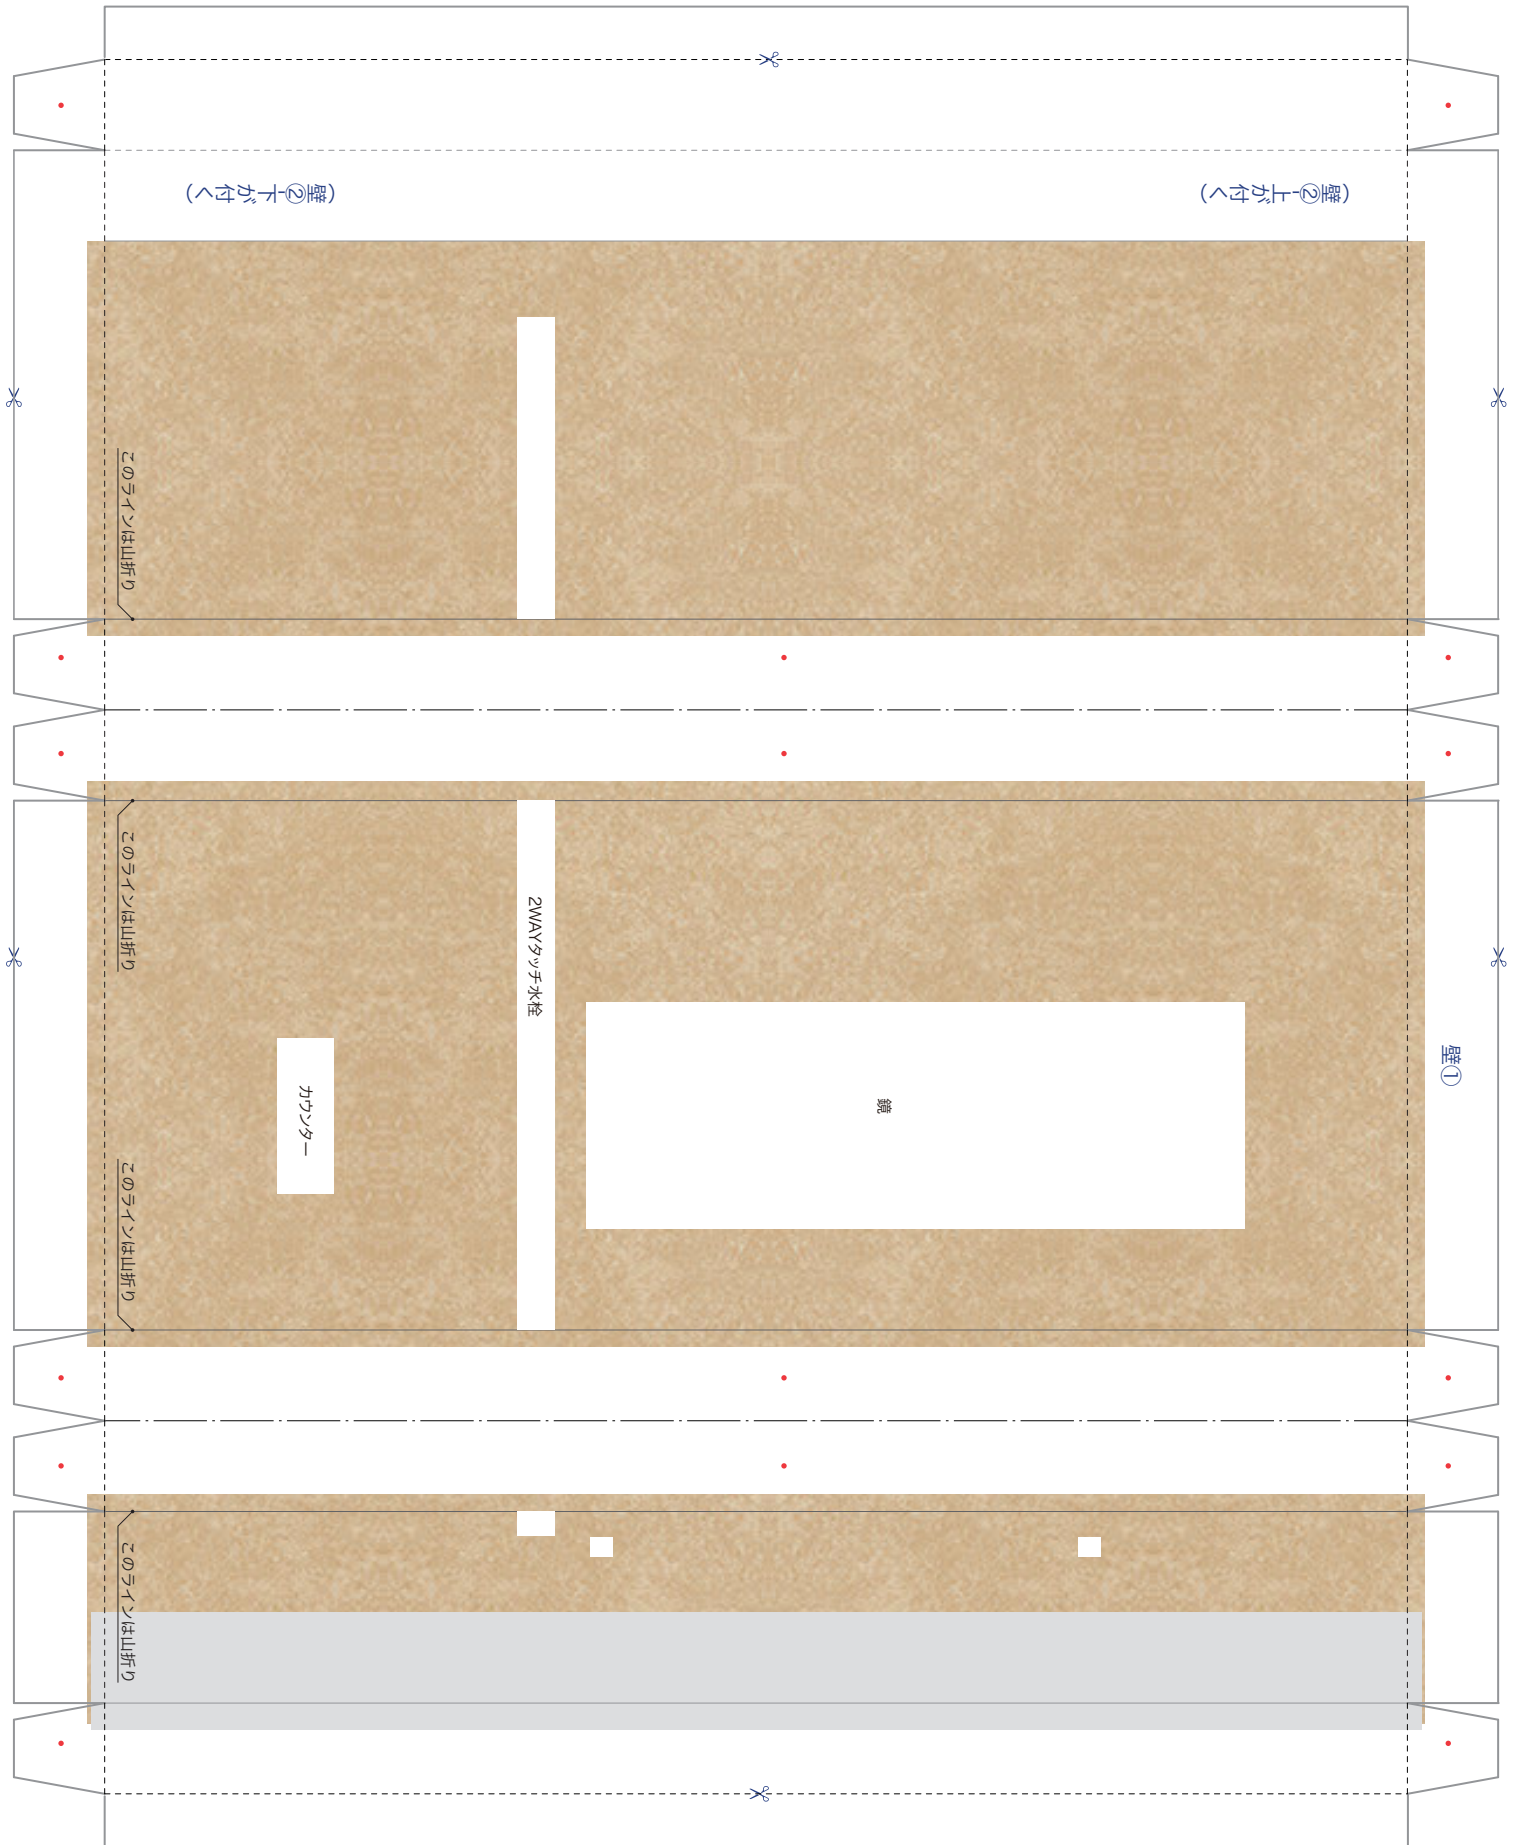 （壁②-下が付く）
（壁②-上が付く）
このラインは山折り
このラインは山折り
2WAYタッチ水栓
壁①
カウンター
鏡
このラインは山折り
このラインは山折り